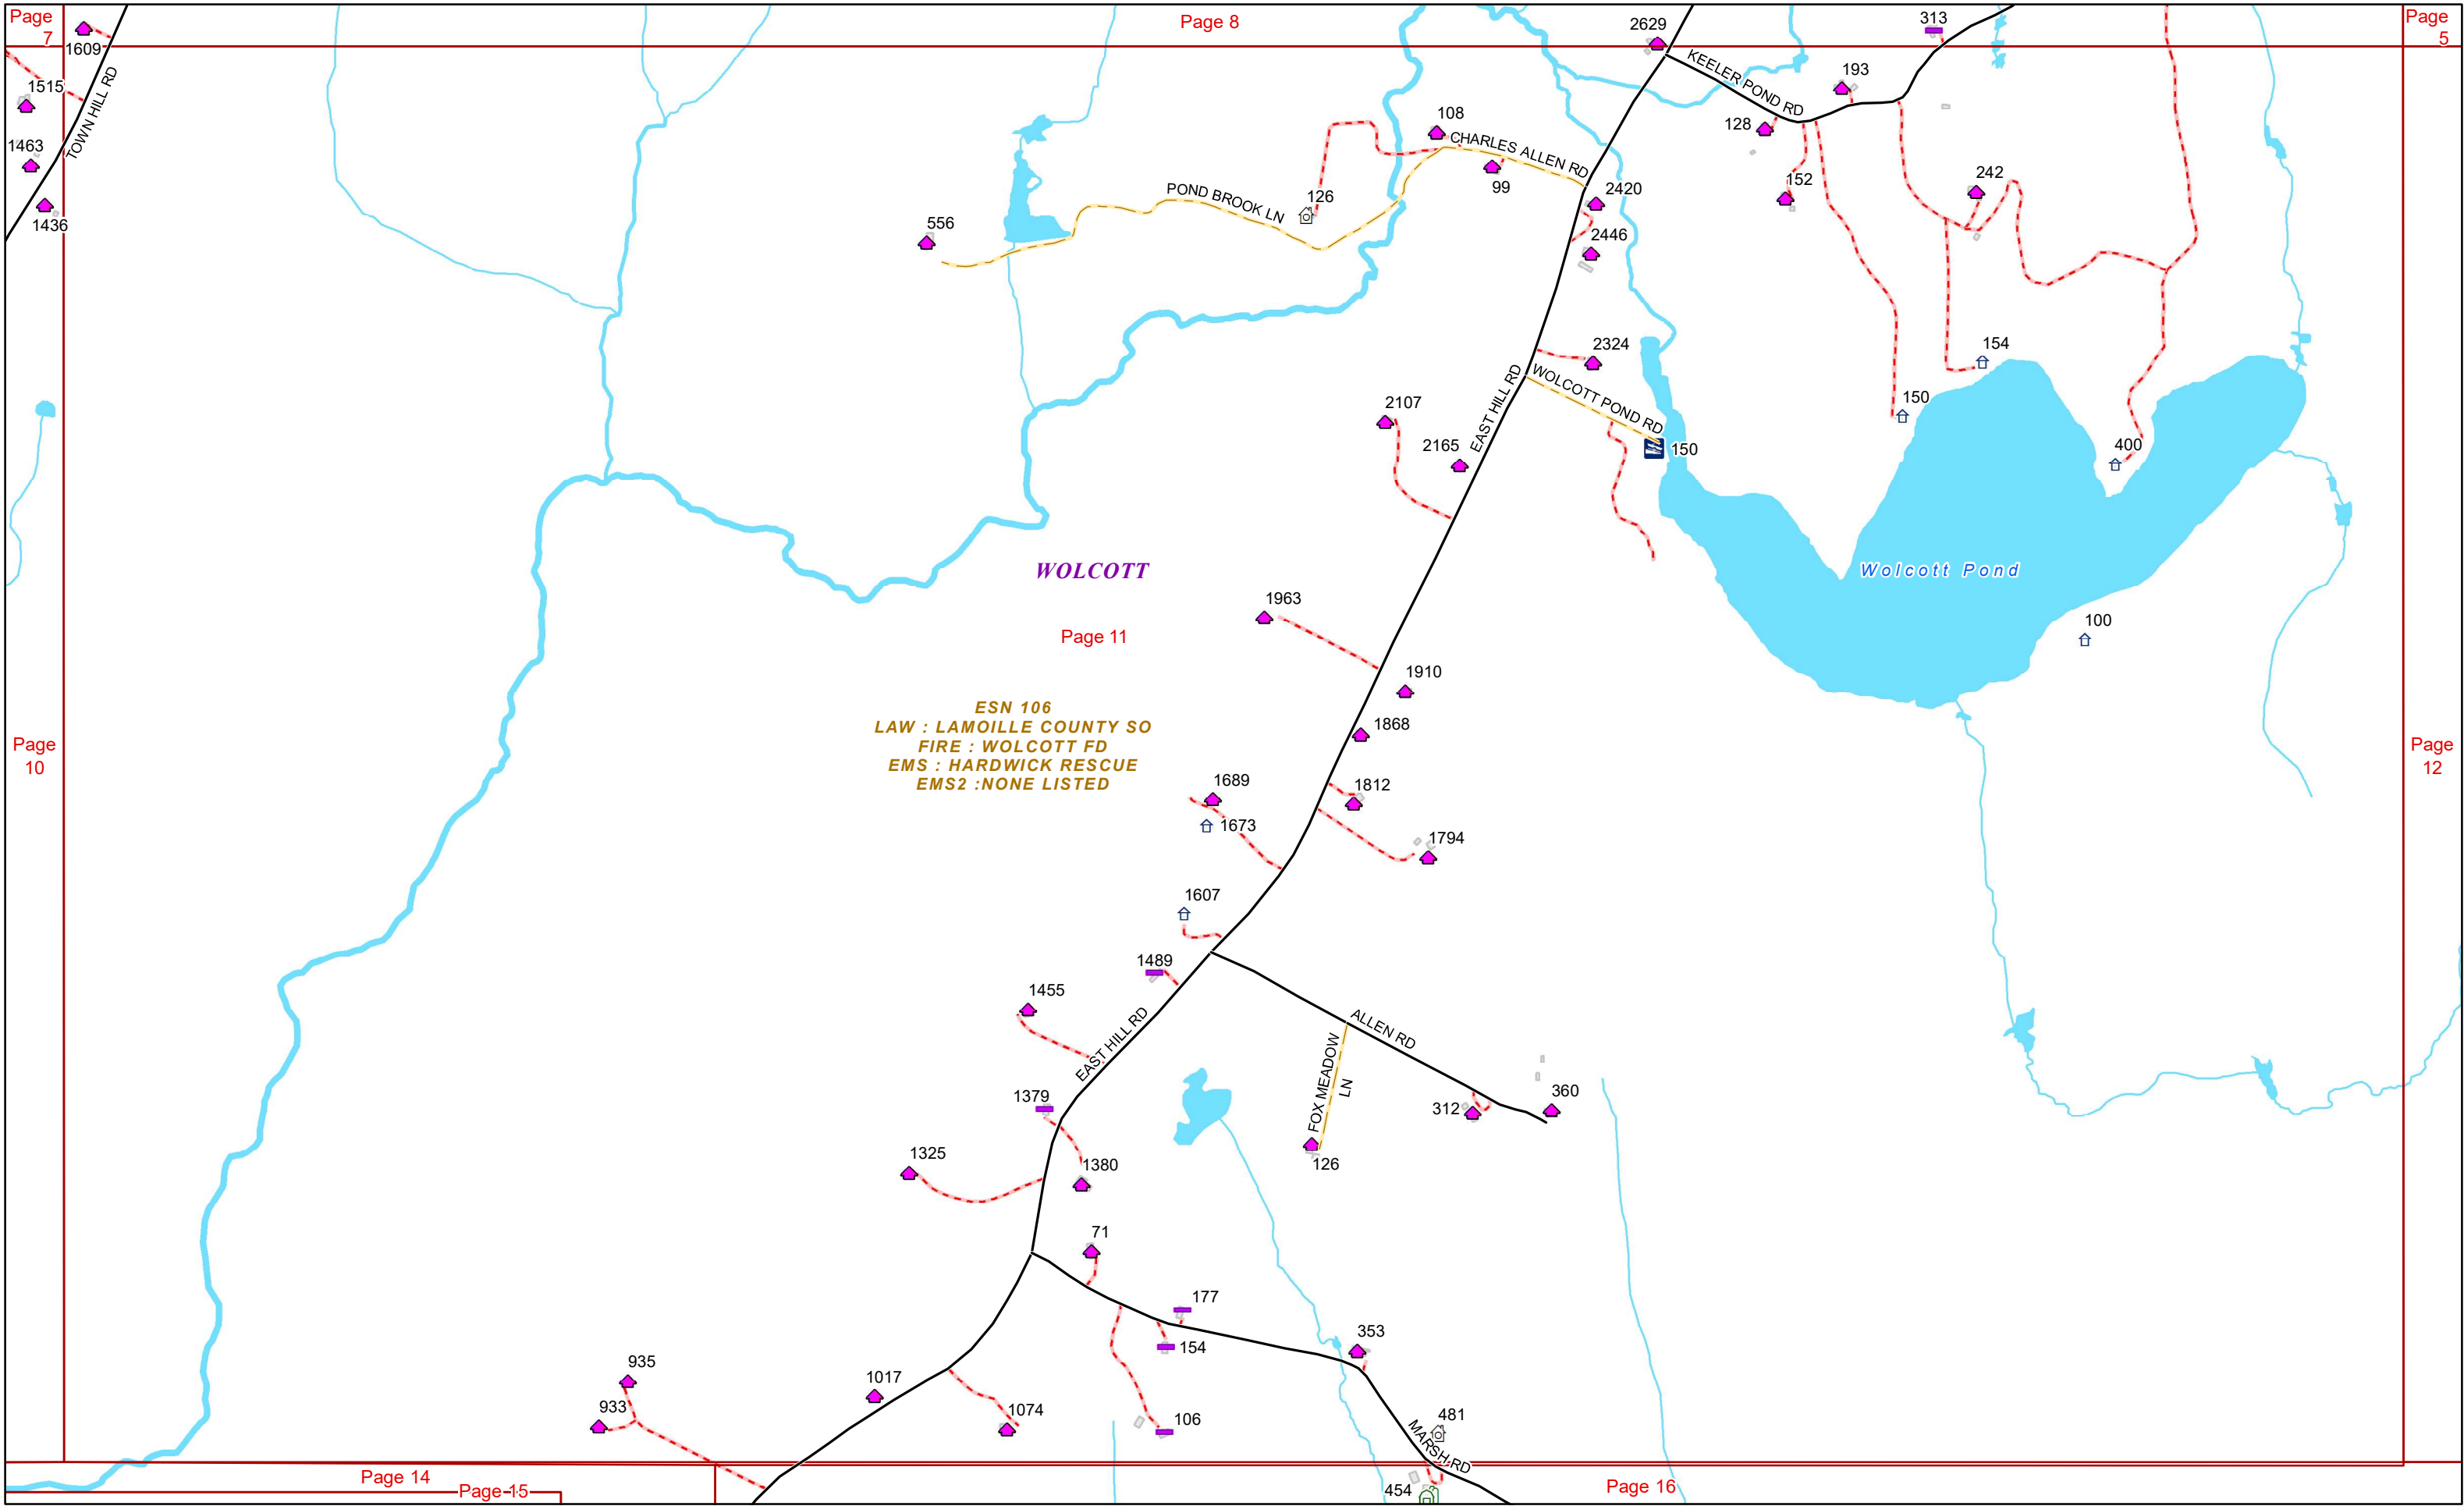 Page
7
Page 8
Page
5
1609
2629
313
KEELER POND RD
193
1515
TOWN HILL RD
108
128
1463
CHARLES ALLEN RD
99
152
242
POND BROOK LN
126
2420
1436
556
2446
2324
154
WOLCOTT POND RD
EAST HILL RD
2107
150
2165
150
400
WOLCOTT
Wolcott Pond
1963
Page 11
100
1910
ESN 106
LAW : LAMOILLE COUNTY SO
FIRE : WOLCOTT FD
EMS : HARDWICK RESCUE
EMS2 :NONE LISTED
1868
Page
10
Page
12
1689
1812
1673
1794
1607
1489
1455
EAST HILL RD
ALLEN RD
FOX MEADOW
LN
1379
312
360
1325
1380
126
71
177
353
154
935
1017
933
1074
106
481
MARSH RD
Page 14
Page 15
454
Page 16